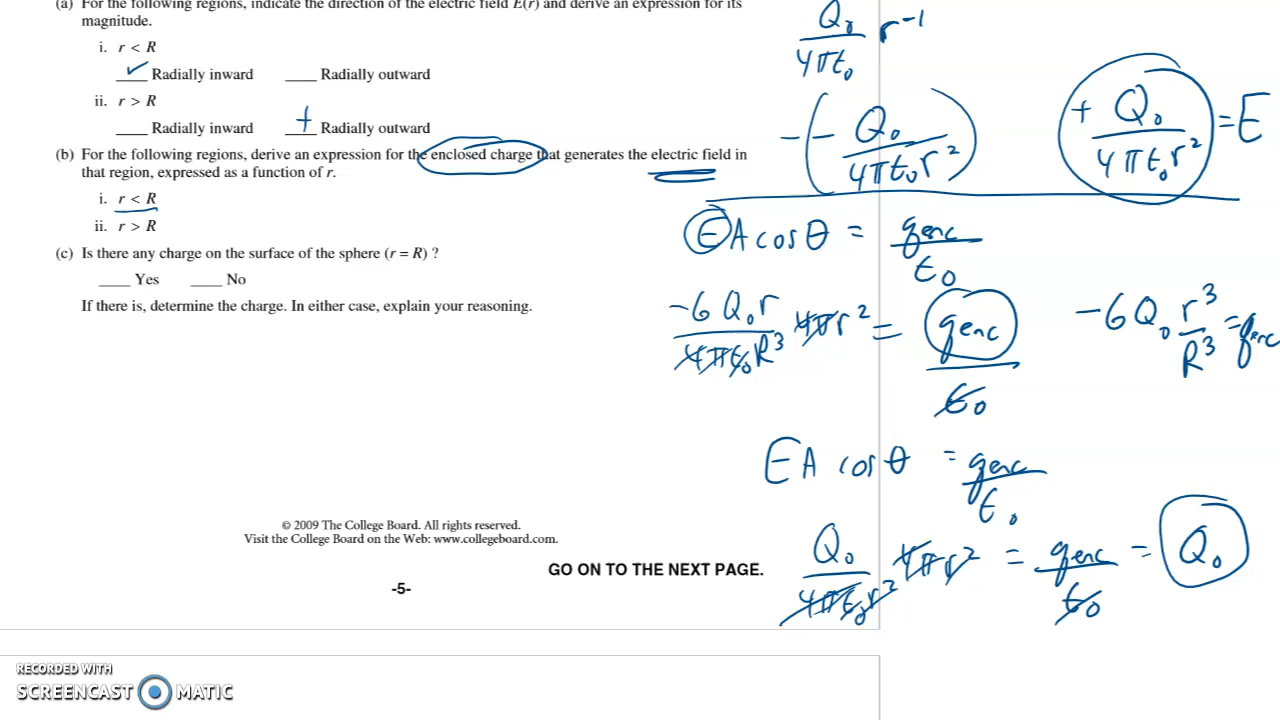 (a) For the following regions, indicate the direction of the electric field E(r) and derive an expression for its
magnitude.
i. r < R
✓ Radially inward ____ Radially outward
ii. r > R
____ Radially inward + Radially outward
(b) For the following regions, derive an expression for the enclosed charge that generates the electric field in
that region, expressed as a function of r.
i. r < R
ii. r > R
(c) Is there any charge on the surface of the sphere (r = R) ?
____ Yes ____ No
If there is, determine the charge. In either case, explain your reasoning.
© 2009 The College Board. All rights reserved.
Visit the College Board on the Web: www.collegeboard.com.
GO ON TO THE NEXT PAGE.
-5-
Q₀/4πε₀ r⁻¹
-(-Q₀/4πε₀r²) +Q₀/4πε₀r² = E
EA cos θ = qenc/ε₀
-6Q₀r/4πε₀R³ 4πr² = qenc/ε₀ -6Q₀ r³/R³ = qenc
EA cos θ = qenc/ε₀
Q₀/4πε₀r² 4πr² = qenc/ε₀ = Q₀
RECORDED WITH
SCREENCAST MATIC